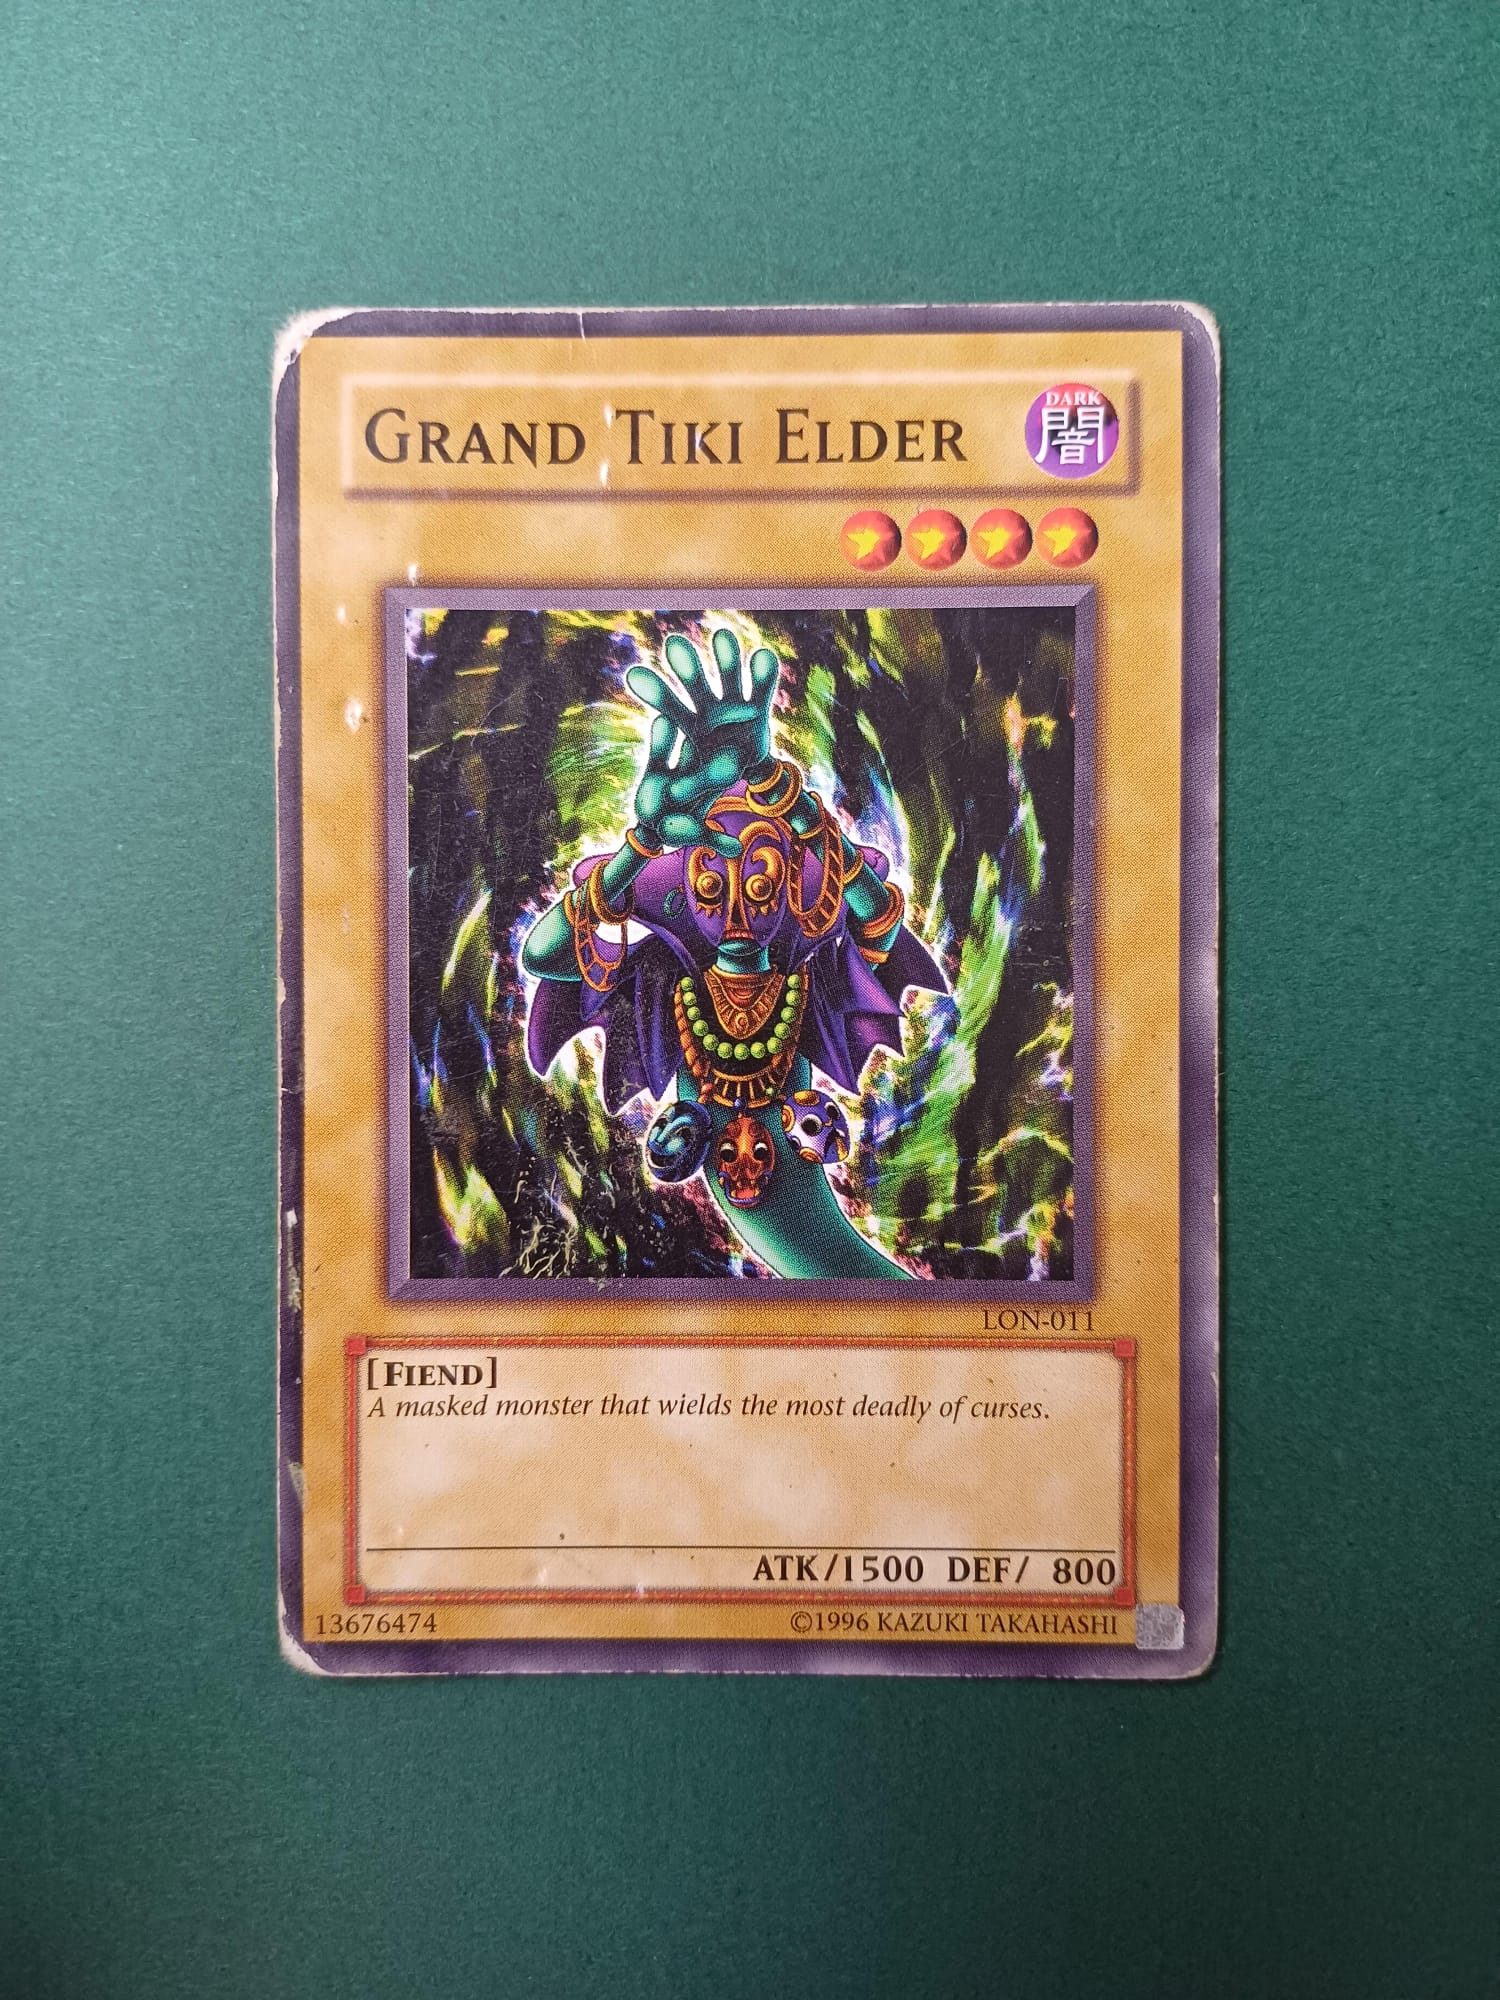 GRAND TIKI ELDER
DARK
闇
LON-011
[FIEND]
A masked monster that wields the most deadly of curses.
ATK/1500 DEF/ 800
13676474 ©1996 KAZUKI TAKAHASHI